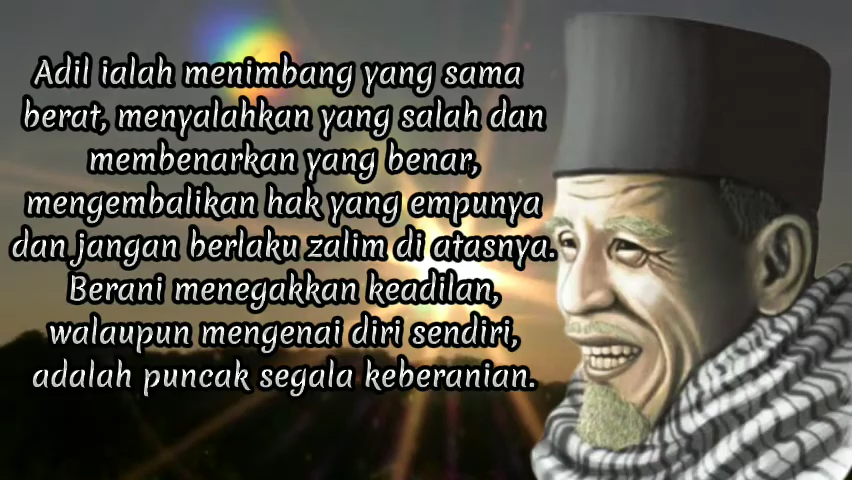 Adil ialah menimbang yang sama
berat, menyalahkan yang salah dan
membenarkan yang benar,
mengembalikan hak yang empunya
dan jangan berlaku zalim di atasnya.
Berani menegakkan keadilan,
walaupun mengenai diri sendiri,
adalah puncak segala keberanian.